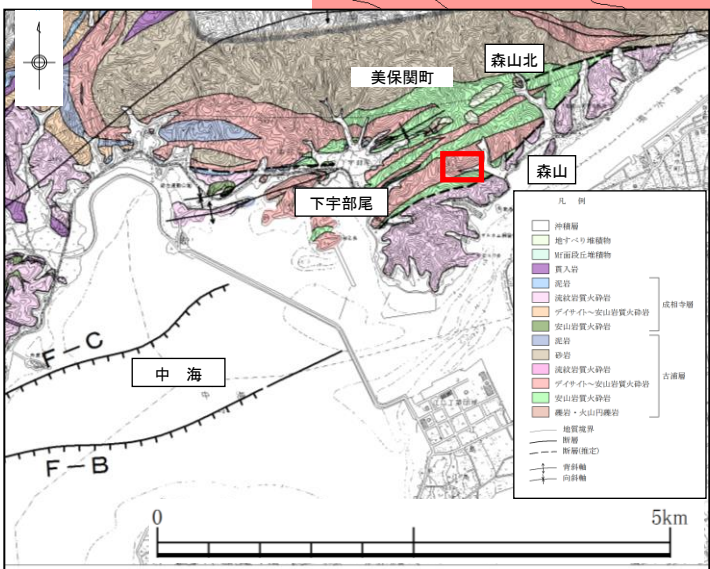 森山北
美保関町
森山
下宇部尾
F-C
中 海
F-B
凡 例
沖積層
地すべり堆積物
Mf面段丘堆積物
貫入岩
泥岩
流紋岩質火砕岩
デイサイト~安山岩質火砕岩
安山岩質火砕岩
成相寺層
泥岩
砂岩
流紋岩質火砕岩
デイサイト~安山岩質火砕岩
安山岩質火砕岩
礫岩・火山円礫岩
古浦層
地質境界
断層
断層(推定)
背斜軸
向斜軸
0
5km